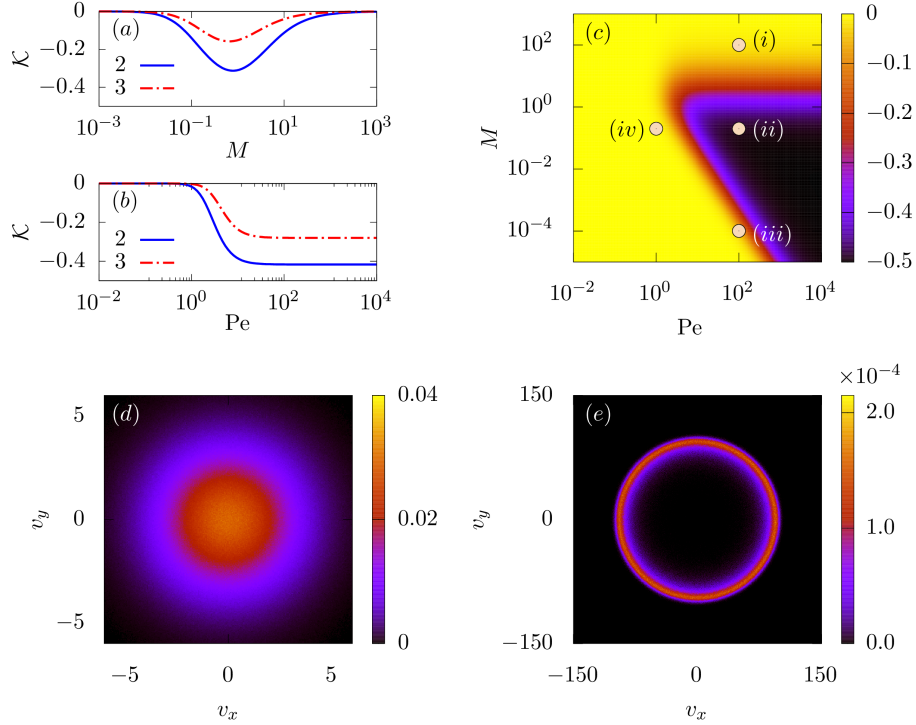 (a)
𝒦
0
−0.2
−0.4
2
3
10⁻³ 10⁻¹ 10¹ 10³
M
(b)
𝒦
0
−0.2
−0.4
2
3
10⁻² 10⁰ 10² 10⁴
Pe
(c)
M
10²
10⁰
10⁻²
10⁻⁴
(i)
(ii)
(iii)
(iv)
10⁻² 10⁰ 10² 10⁴
Pe
0
−0.1
−0.2
−0.3
−0.4
−0.5
(d)
v_y
5
0
−5
−5 0 5
v_x
0.04
0.02
0
(e)
v_y
150
0
−150
−150 0 150
v_x
×10⁻⁴
2.0
1.0
0.0